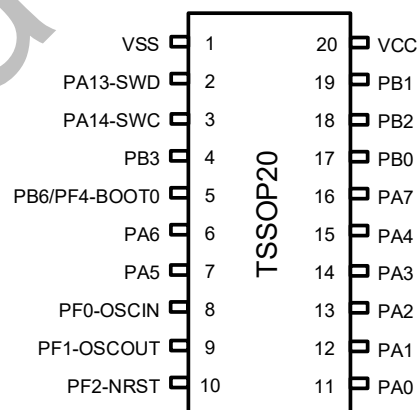 VSS 1 20 VCC
PA13-SWD 2 19 PB1
PA14-SWC 3 18 PB2
PB3 4 17 PB0
PB6/PF4-BOOT0 5 16 PA7
PA6 6 15 PA4
PA5 7 14 PA3
PF0-OSCIN 8 13 PA2
PF1-OSCOUT 9 12 PA1
PF2-NRST 10 11 PA0
TSSOP20